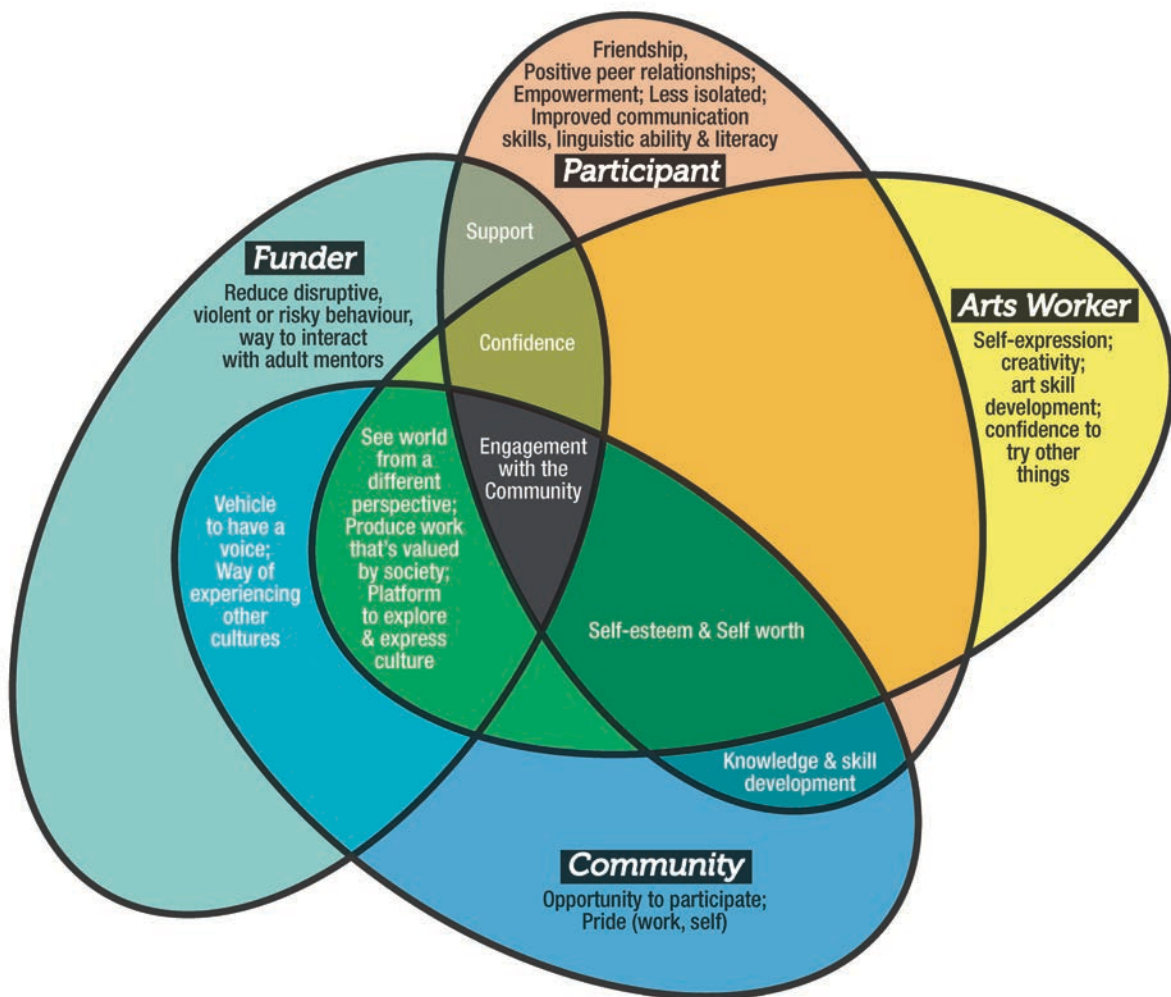 Friendship,
Positive peer relationships;
Empowerment; Less isolated;
Improved communication
skills, linguistic ability & literacy
Participant
Support
Funder
Reduce disruptive,
violent or risky behaviour,
way to interact
with adult mentors
Confidence
Arts Worker
Self-expression;
creativity;
art skill
development;
confidence to
try other
things
See world
from a
different
perspective;
Produce work
that's valued
by society;
Platform
to explore
& express
culture
Engagement
with the
Community
Vehicle
to have a
voice;
Way of
experiencing
other
cultures
Self-esteem & Self worth
Knowledge & skill
development
Community
Opportunity to participate;
Pride (work, self)